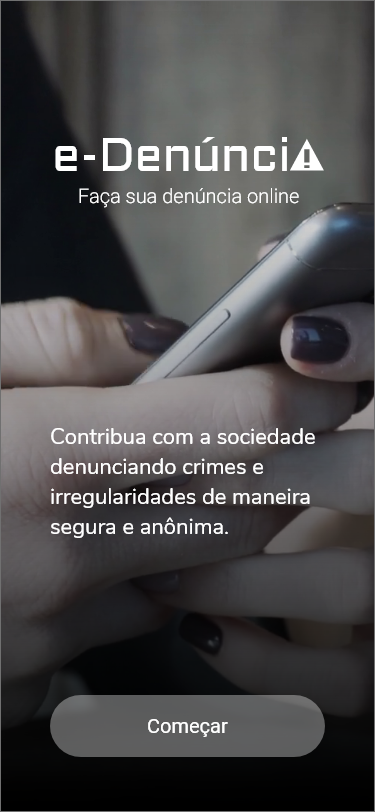 e-Denúncia
Faça sua denúncia online
Contribua com a sociedade
denunciando crimes e
irregularidades de maneira
segura e anônima.
Começar